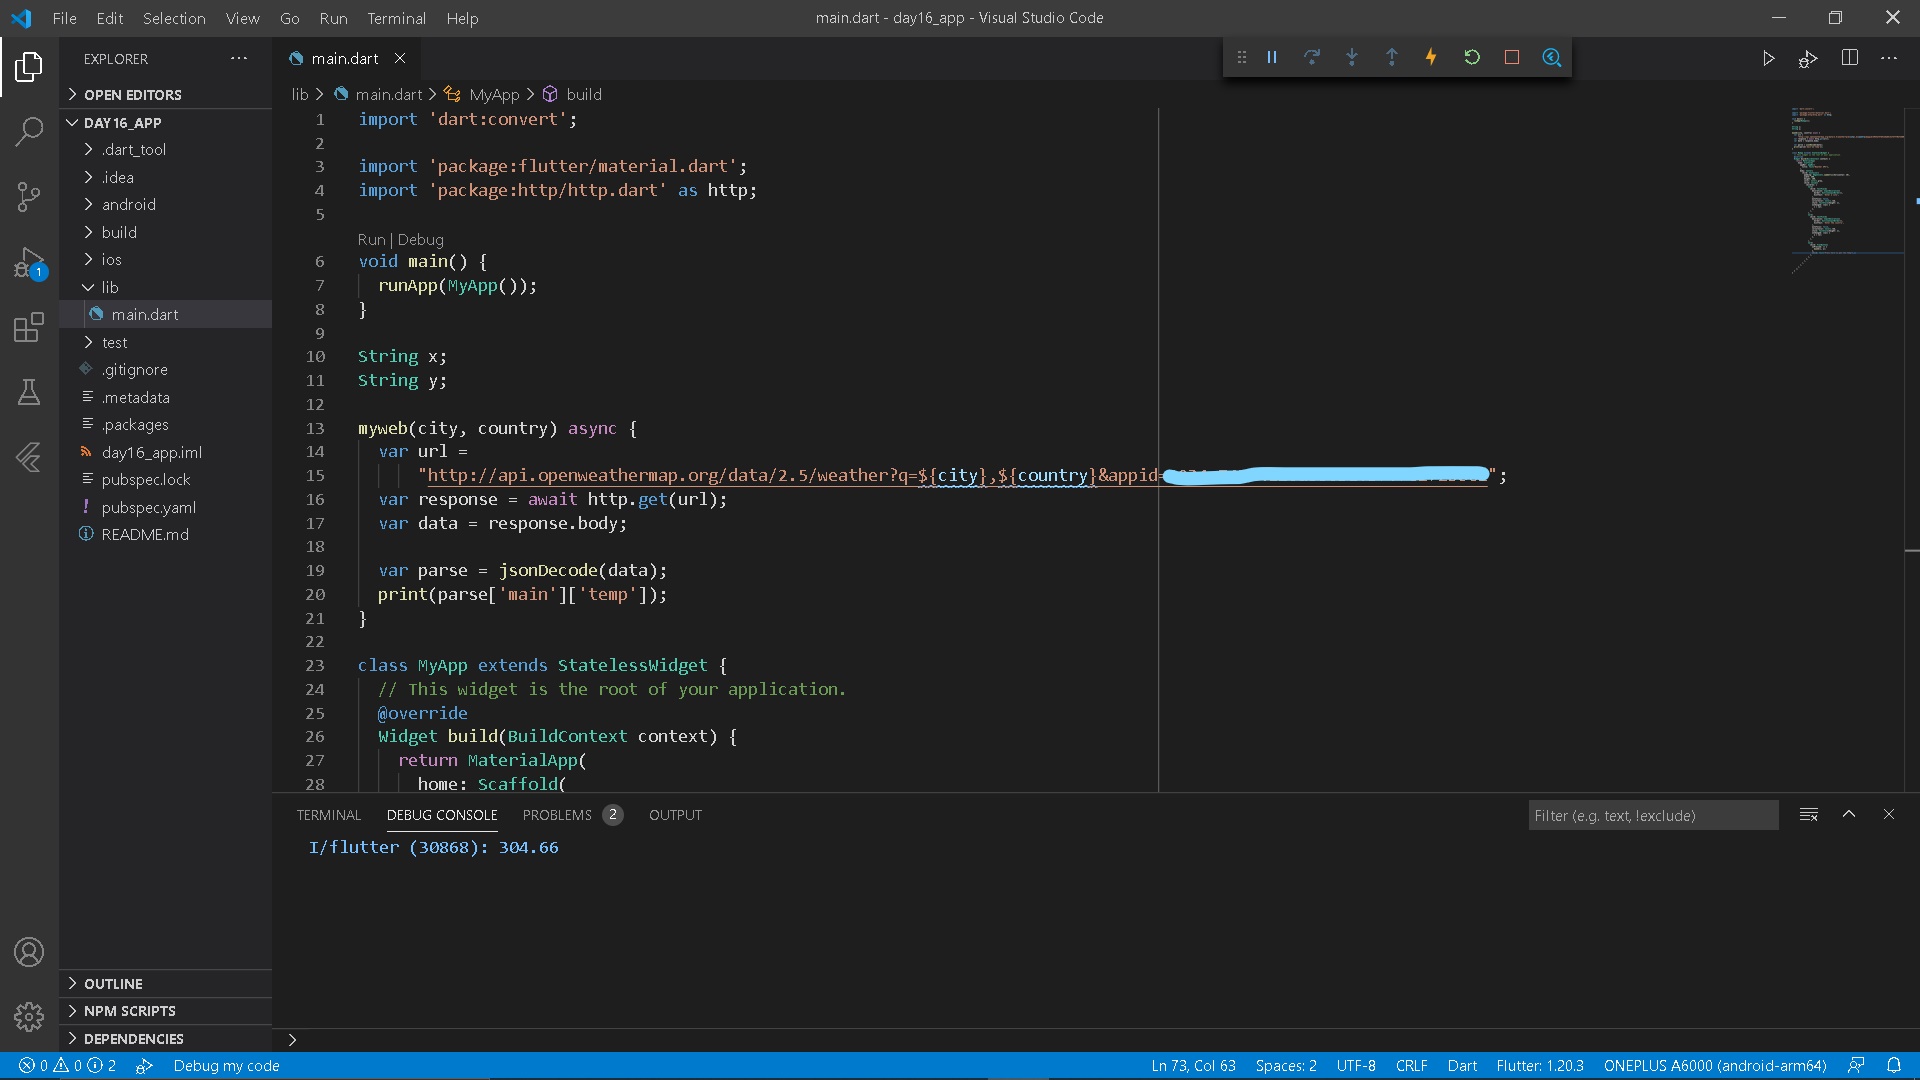 File Edit Selection View Go Run Terminal Help
main.dart - day16_app - Visual Studio Code
EXPLORER
OPEN EDITORS
DAY16_APP
.dart_tool
.idea
android
build
ios
lib
main.dart
test
.gitignore
.metadata
.packages
day16_app.iml
pubspec.lock
pubspec.yaml
README.md
OUTLINE
NPM SCRIPTS
DEPENDENCIES
1
main.dart
lib > main.dart > MyApp > build
1 import 'dart:convert';
2
3 import 'package:flutter/material.dart';
4 import 'package:http/http.dart' as http;
5
Run | Debug
6 void main() {
7 runApp(MyApp());
8 }
9
10 String x;
11 String y;
12
13 myweb(city, country) async {
14 var url =
15 "http://api.openweathermap.org/data/2.5/weather?q=${city},${country}&appid= ";
16 var response = await http.get(url);
17 var data = response.body;
18
19 var parse = jsonDecode(data);
20 print(parse['main']['temp']);
21 }
22
23 class MyApp extends StatelessWidget {
24 // This widget is the root of your application.
25 @override
26 Widget build(BuildContext context) {
27 return MaterialApp(
28 home: Scaffold(
TERMINAL DEBUG CONSOLE PROBLEMS 2 OUTPUT
Filter (e.g. text, !exclude)
I/flutter (30868): 304.66
0 0 2 Debug my code
Ln 73, Col 63 Spaces: 2 UTF-8 CRLF Dart Flutter: 1.20.3 ONEPLUS A6000 (android-arm64)